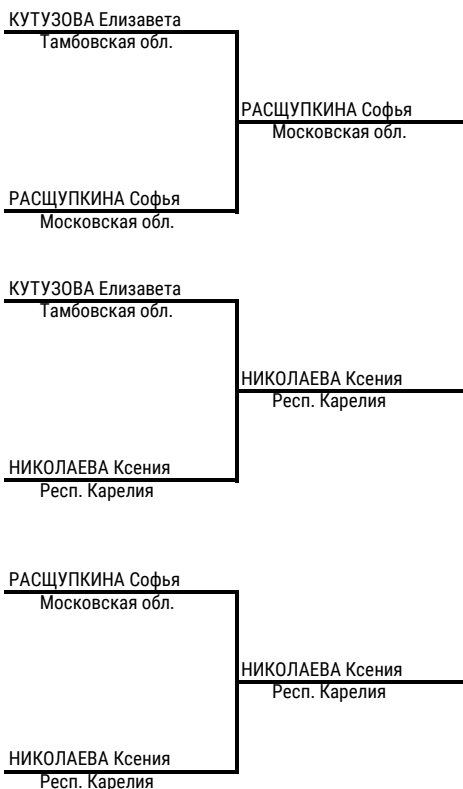 КУТУЗОВА Елизавета
Тамбовская обл.
РАСЩУПКИНА Софья
Московская обл.
РАСЩУПКИНА Софья
Московская обл.
КУТУЗОВА Елизавета
Тамбовская обл.
НИКОЛАЕВА Ксения
Респ. Карелия
НИКОЛАЕВА Ксения
Респ. Карелия
РАСЩУПКИНА Софья
Московская обл.
НИКОЛАЕВА Ксения
Респ. Карелия
НИКОЛАЕВА Ксения
Респ. Карелия